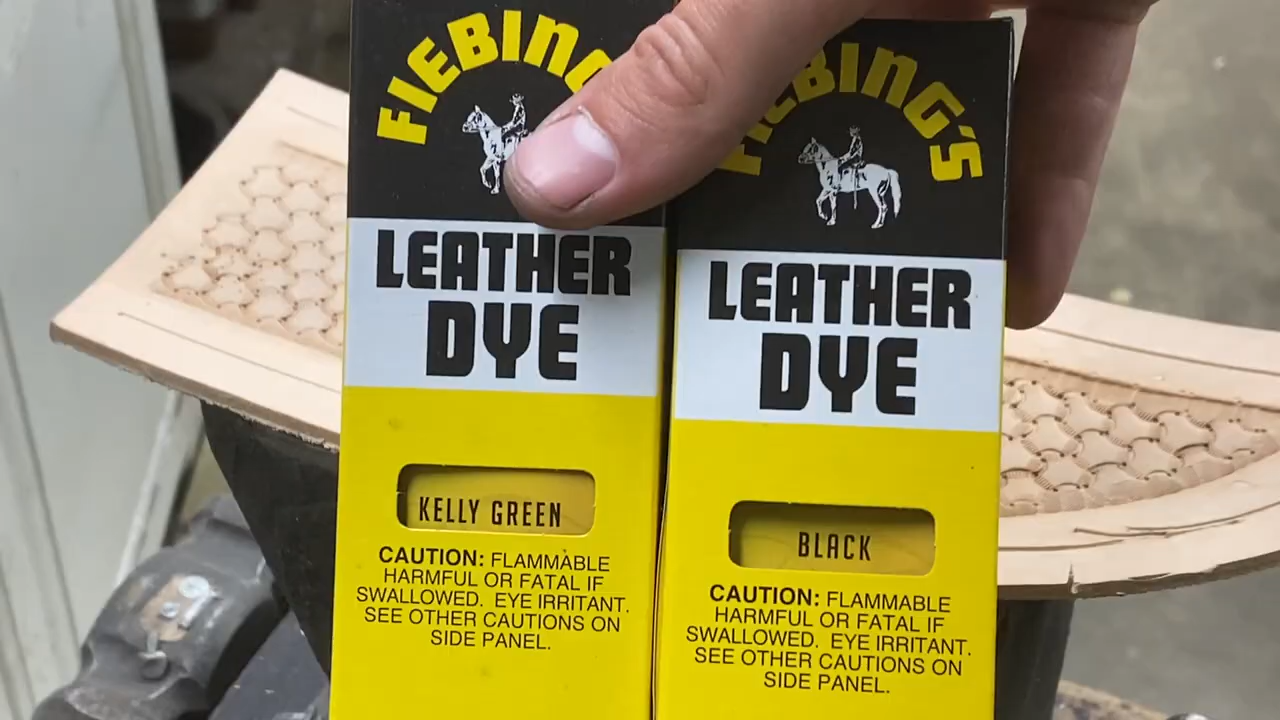 FIEBING
LEATHER
DYE
KELLY GREEN
CAUTION: FLAMMABLE
HARMFUL OR FATAL IF
SWALLOWED. EYE IRRITANT.
SEE OTHER CAUTIONS ON
SIDE PANEL.
FIEBING'S
LEATHER
DYE
BLACK
CAUTION: FLAMMABLE
HARMFUL OR FATAL IF
SWALLOWED. EYE IRRITANT.
SEE OTHER CAUTIONS ON
SIDE PANEL.